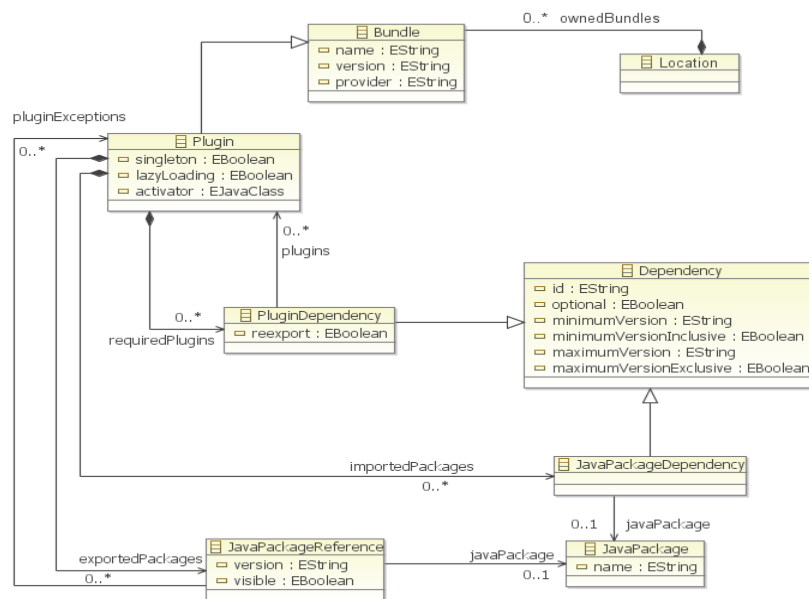 Bundle
name : EString
version : EString
provider : EString
0..* ownedBundles
Location
pluginExceptions
0..*
Plugin
singleton : EBoolean
lazyLoading : EBoolean
activator : EJavaClass
0..*
plugins
0..*
requiredPlugins
PluginDependency
reexport : EBoolean
Dependency
id : EString
optional : EBoolean
minimumVersion : EString
minimumVersionInclusive : EBoolean
maximumVersion : EString
maximumVersionExclusive : EBoolean
importedPackages
0..*
JavaPackageDependency
0..1 javaPackage
exportedPackages
0..*
JavaPackageReference
version : EString
visible : EBoolean
javaPackage
0..1
JavaPackage
name : EString